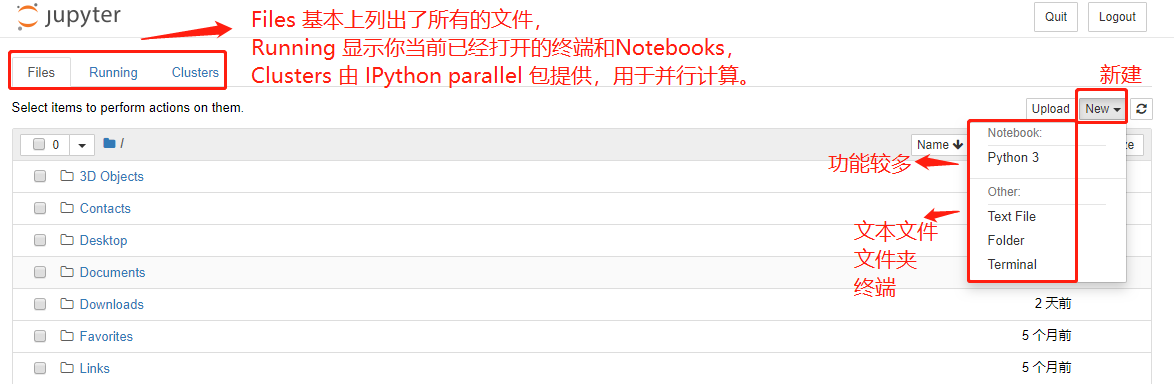 jupyter
Files 基本上列出了所有的文件，
Running 显示你当前已经打开的终端和Notebooks，
Clusters 由 IPython parallel 包提供，用于并行计算。
Quit
Logout
Files
Running
Clusters
新建
Select items to perform actions on them.
Upload
New
0
/
Name
Notebook:
Python 3
功能较多
Other:
Text File
Folder
Terminal
文本文件
文件夹
终端
3D Objects
Contacts
Desktop
Documents
Downloads
2 天前
Favorites
5 个月前
Links
5 个月前